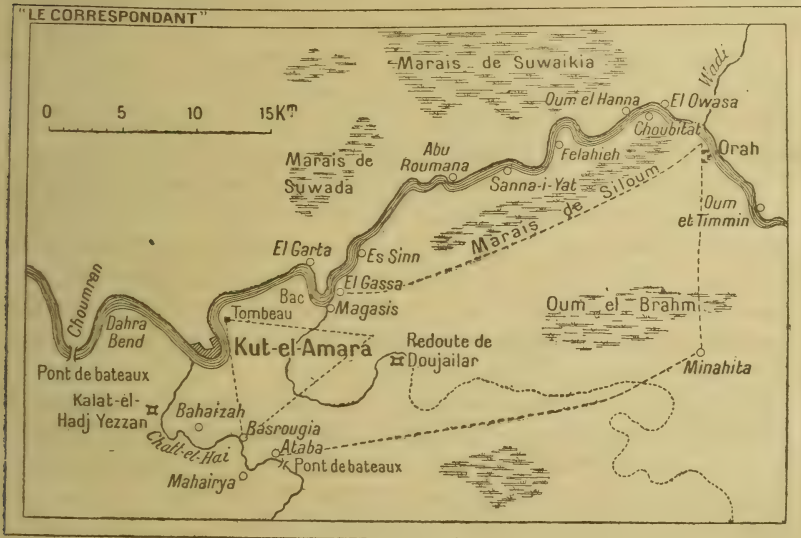 "LE CORRESPONDANT"
0 5 10 15 Km
Marais de Suwaikia
Wadi
Oum el Hanna
El Owasa
Choubitat
Orah
Marais de
Suwada
Abu
Roumana
Sanna-i-Yat
Felahieh
Marais de Siloum
Oum
et Timmin
El Garta
Es Sinn
El Gassa
Bac
Magasis
Choumran
Dahra
Bend
Tombeau
Kut-el-Amara
Oum el Brahm
Redoute de
Doujailar
Minahita
Pont de bateaux
Kalat-el-
Hadj Yezzan
Bahaizah
Chatt-el-Hai
Basrougia
Ataba
Pont de bateaux
Mahairya